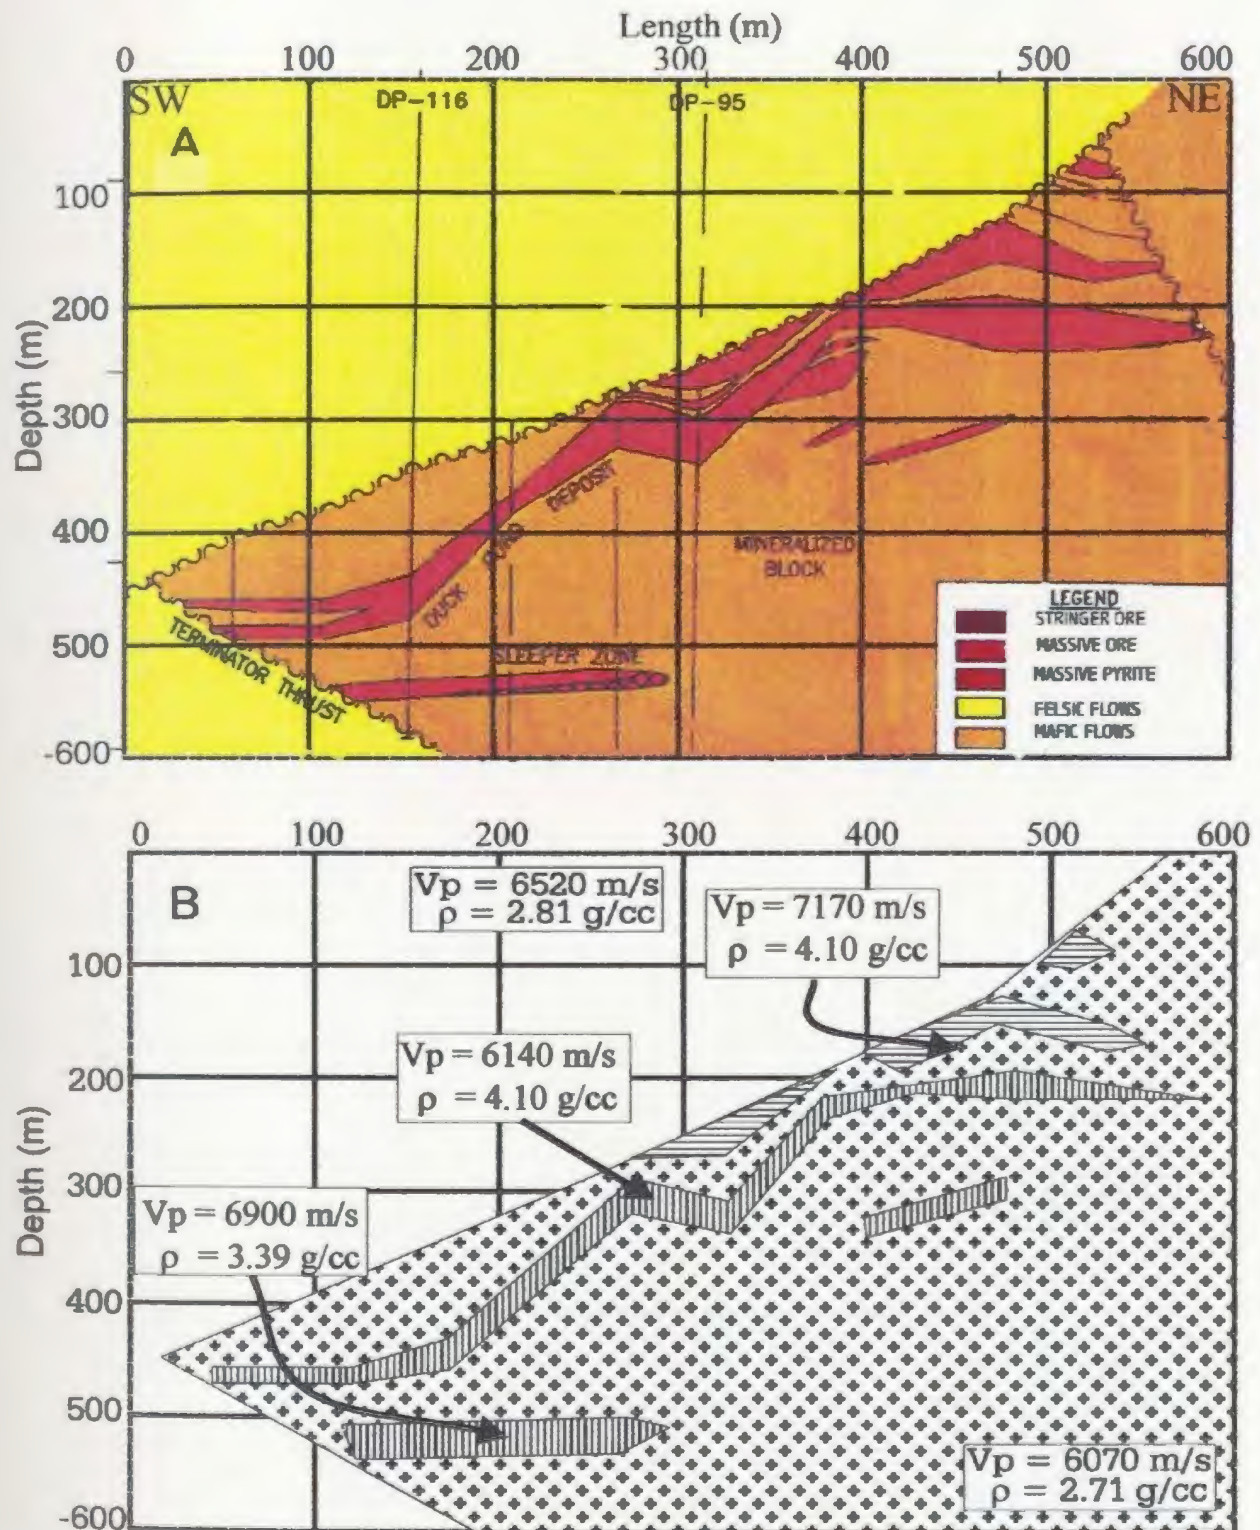 Length (m)
0 100 200 300 400 500 600
SW DP-116 DP-95 NE
A
100
200
300
400
500
-600
Depth (m)
DUCK POND DEPOSIT
MINERALIZED
BLOCK
TERMINATOR THRUST
SLEEPER ZONE
LEGEND
STRINGER ORE
MASSIVE ORE
MASSIVE PYRITE
FELSIC FLOWS
MAFIC FLOWS
0 100 200 300 400 500 600
B
Vp = 6520 m/s
ρ = 2.81 g/cc
Vp = 7170 m/s
ρ = 4.10 g/cc
Vp = 6140 m/s
ρ = 4.10 g/cc
Vp = 6900 m/s
ρ = 3.39 g/cc
100
200
300
400
500
-600
Depth (m)
Vp = 6070 m/s
ρ = 2.71 g/cc